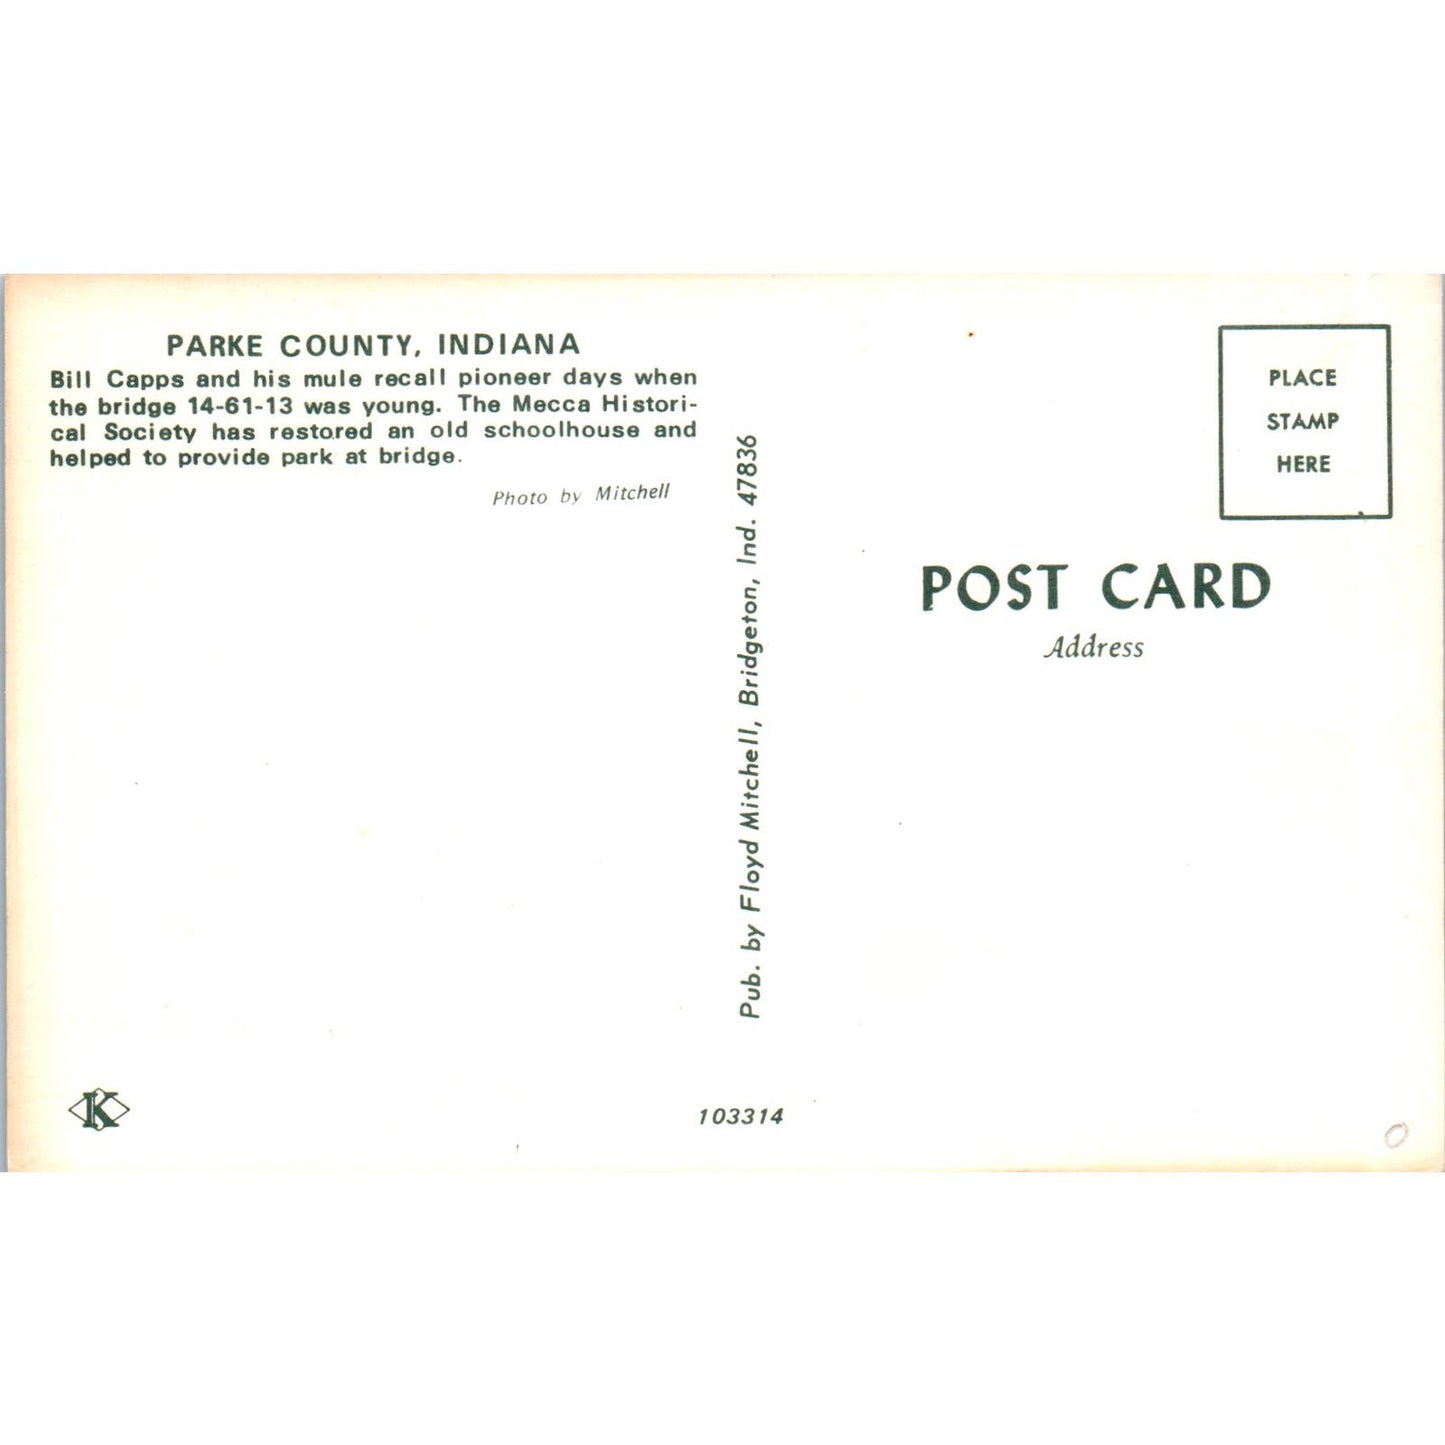 PARKE COUNTY, INDIANA
Bill Capps and his mule recall pioneer days when
the bridge 14-61-13 was young. The Mecca Histori-
cal Society has restored an old schoolhouse and
helped to provide park at bridge.
Photo by Mitchell
Pub. by Floyd Mitchell, Bridgeton, Ind. 47836
PLACE
STAMP
HERE
POST CARD
Address
K
103314
0